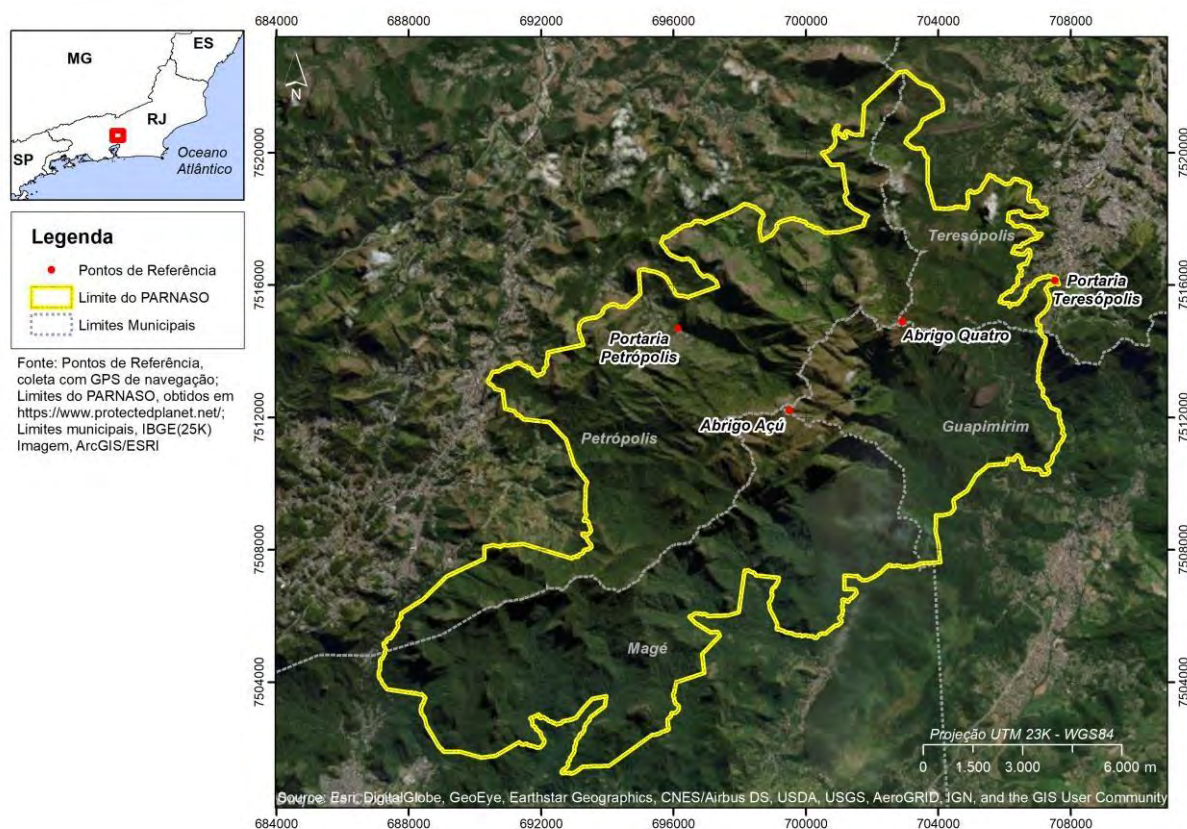 684000 688000 692000 696000 700000 704000 708000
MG
ES
RJ
SP
Oceano
Atlântico
Legenda
Pontos de Referência
Limite do PARNASO
Limites Municipais
Fonte: Pontos de Referência,
coleta com GPS de navegação;
Limites do PARNASO, obtidos em
https://www.protectedplanet.net/;
Limites municipais, IBGE(25K)
Imagem, ArcGIS/ESRI
N
7520000
7516000
7512000
7508000
7504000
Teresópolis
Portaria
Teresópolis
Abrigo Quatro
Portaria
Petrópolis
Abrigo Açú
Petrópolis
Guapimirim
Magé
7520000
7516000
7512000
7508000
7504000
Projeção UTM 23K - WGS84
0 1.500 3.000 6.000 m
Source: Esri, DigitalGlobe, GeoEye, Earthstar Geographics, CNES/Airbus DS, USDA, USGS, AeroGRID, IGN, and the GIS User Community
684000 688000 692000 696000 700000 704000 708000